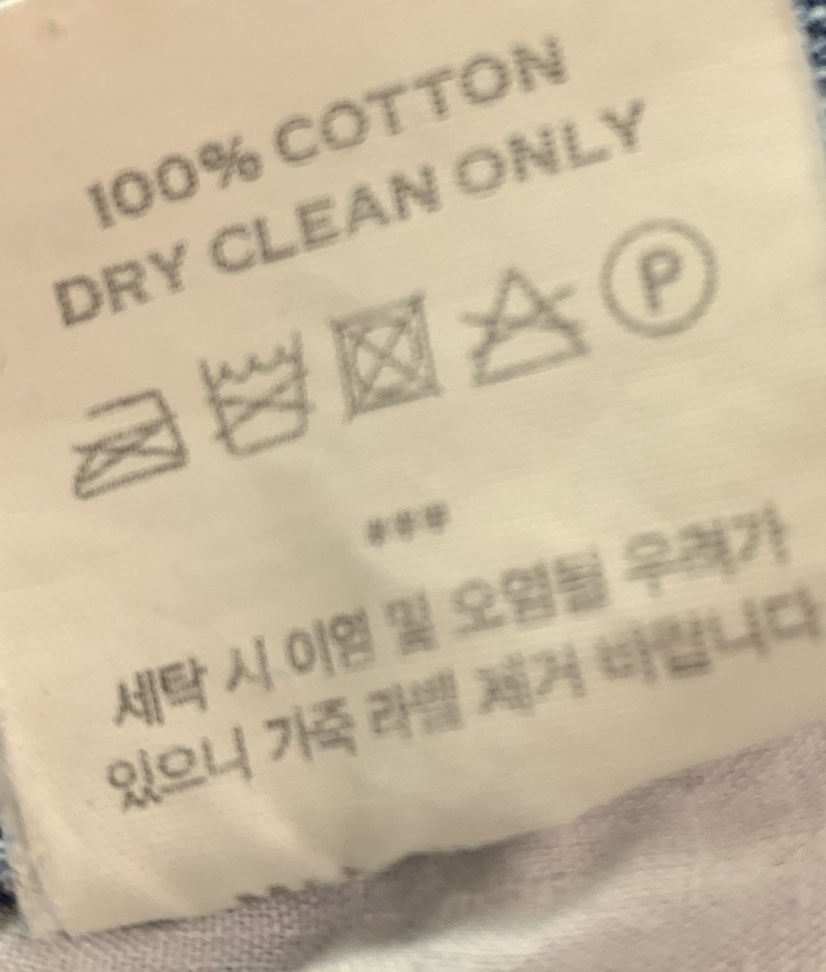 100% COTTON
DRY CLEAN ONLY
P
***
세탁 시 이염 및 오염될 우려가
있으니 가죽 라벨 제거 바랍니다